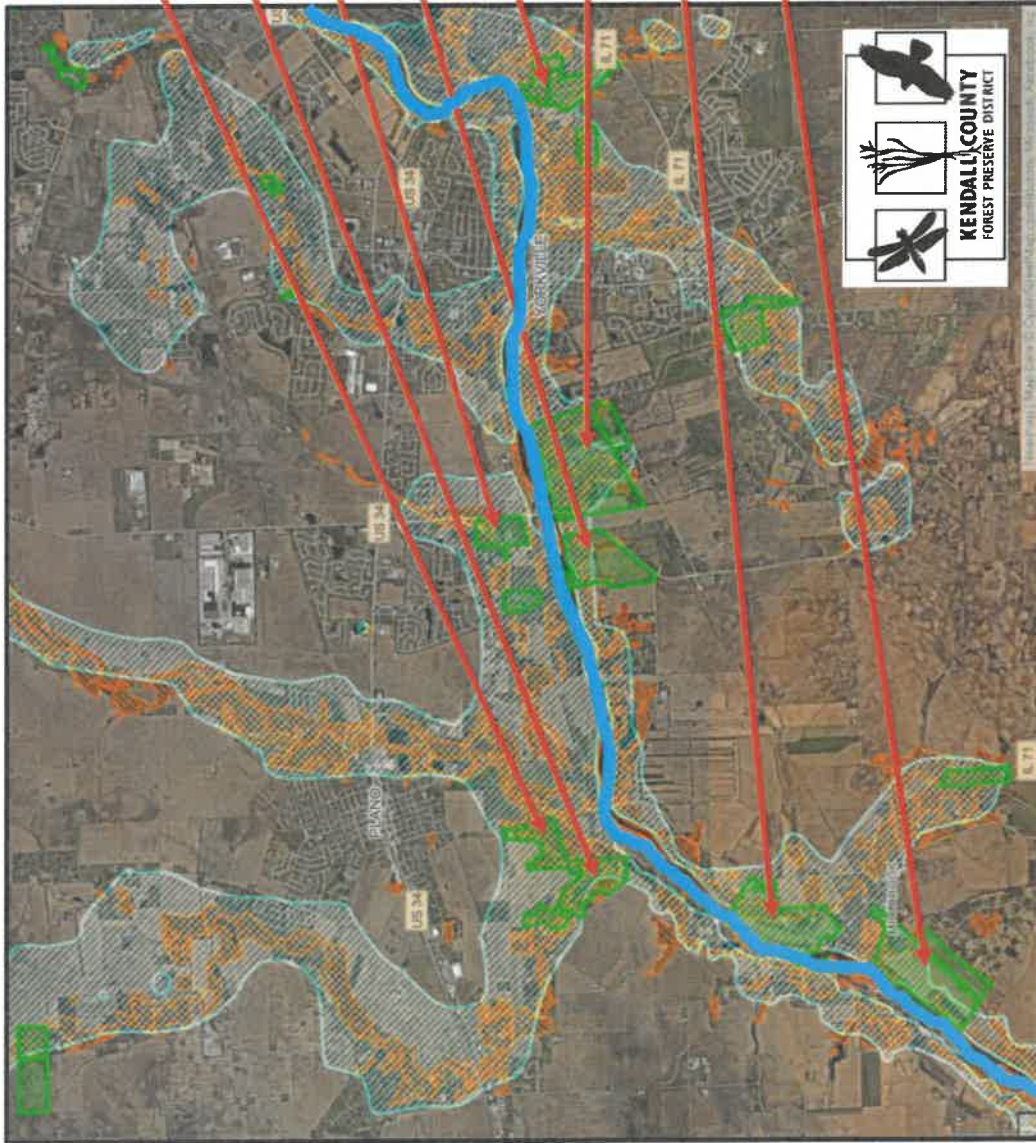 US 34
IL 71
IL 71
YORKVILLE
US 34
PLANO
US 34
IL 71
KENDALL COUNTY
FOREST PRESERVE DISTRICT